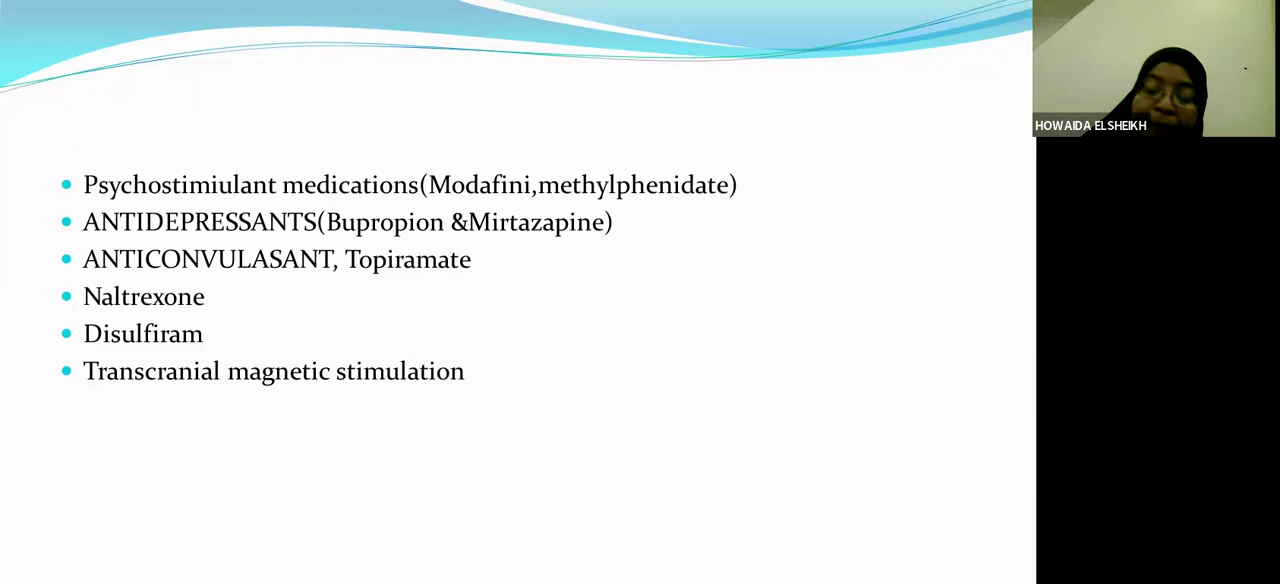 Psychostimiulant medications(Modafini,methylphenidate)
ANTIDEPRESSANTS(Bupropion &Mirtazapine)
ANTICONVULASANT, Topiramate
Naltrexone
Disulfiram
Transcranial magnetic stimulation
HOWAIDA ELSHEIKH